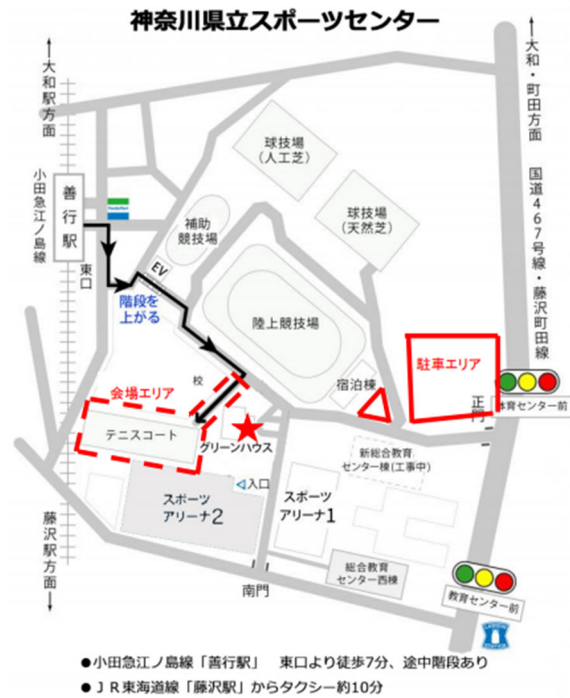 神奈川県立スポーツセンター
大和駅方面
大和・町田方面
国道467号線・藤沢町田線
小田急江ノ島線
善行駅
東口
球技場
(人工芝)
球技場
(天然芝)
補助
競技場
EV
階段を
上がる
陸上競技場
駐車エリア
宿泊棟
正門
体育センター前
会場エリア
校
テニスコート
グリーンハウス
新総合教育
センター棟(工事中)
入口
スポーツ
アリーナ2
スポーツ
アリーナ1
総合教育
センター西棟
教育センター前
南門
藤沢駅方面
●小田急江ノ島線「善行駅」 東口より徒歩7分、途中階段あり
●JR東海道線「藤沢駅」からタクシー約10分